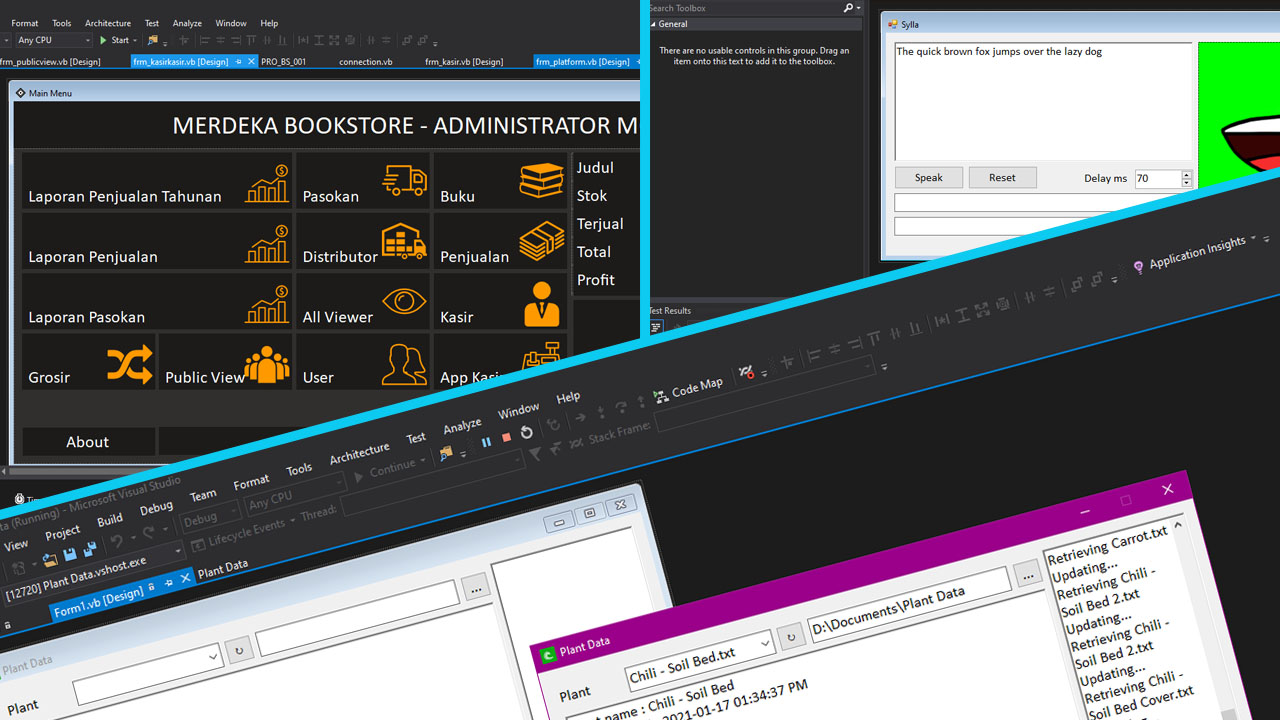 Format Tools Architecture Test Analyze Window Help
Any CPU Start
frm_publicview.vb [Design] frm_kasirkasir.vb [Design] PRO_BS_001 connection.vb frm_kasir.vb [Design] frm_platform.vb [Design]
Main Menu
MERDEKA BOOKSTORE - ADMINISTRATOR M
Laporan Penjualan Tahunan Pasokan Buku
Laporan Penjualan Distributor Penjualan
Laporan Pasokan All Viewer Kasir
Grosir Public View User App Kasi
About
Judul
Stok
Terjual
Total
Profit
Search Toolbox
General
There are no usable controls in this group. Drag an
item onto this text to add it to the toolbox.
Test Results
Sylla
The quick brown fox jumps over the lazy dog
Speak Reset Delay ms 70
(Running) - Microsoft Visual Studio
View Project Build Debug Team Format Tools Architecture Test Analyze Window Help
Debug Any CPU Continue Code Map Application Insights
[12720] Plant Data.vshost.exe Lifecycle Events Thread: Stack Frame:
Form1.vb [Design] Plant Data
Plant Data
Plant ...
Plant Data
Plant Chili - Soil Bed.txt D:\Documents\Plant Data ...
t name : Chili - Soil Bed
2021-01-17 01:34:37 PM
Retrieving Carrot.txt
Updating...
Retrieving Chili -
Soil Bed 2.txt
Updating...
Retrieving Chili -
Soil Bed 2.txt
Updating...
Retrieving Chili -
Soil Bed Cover.txt